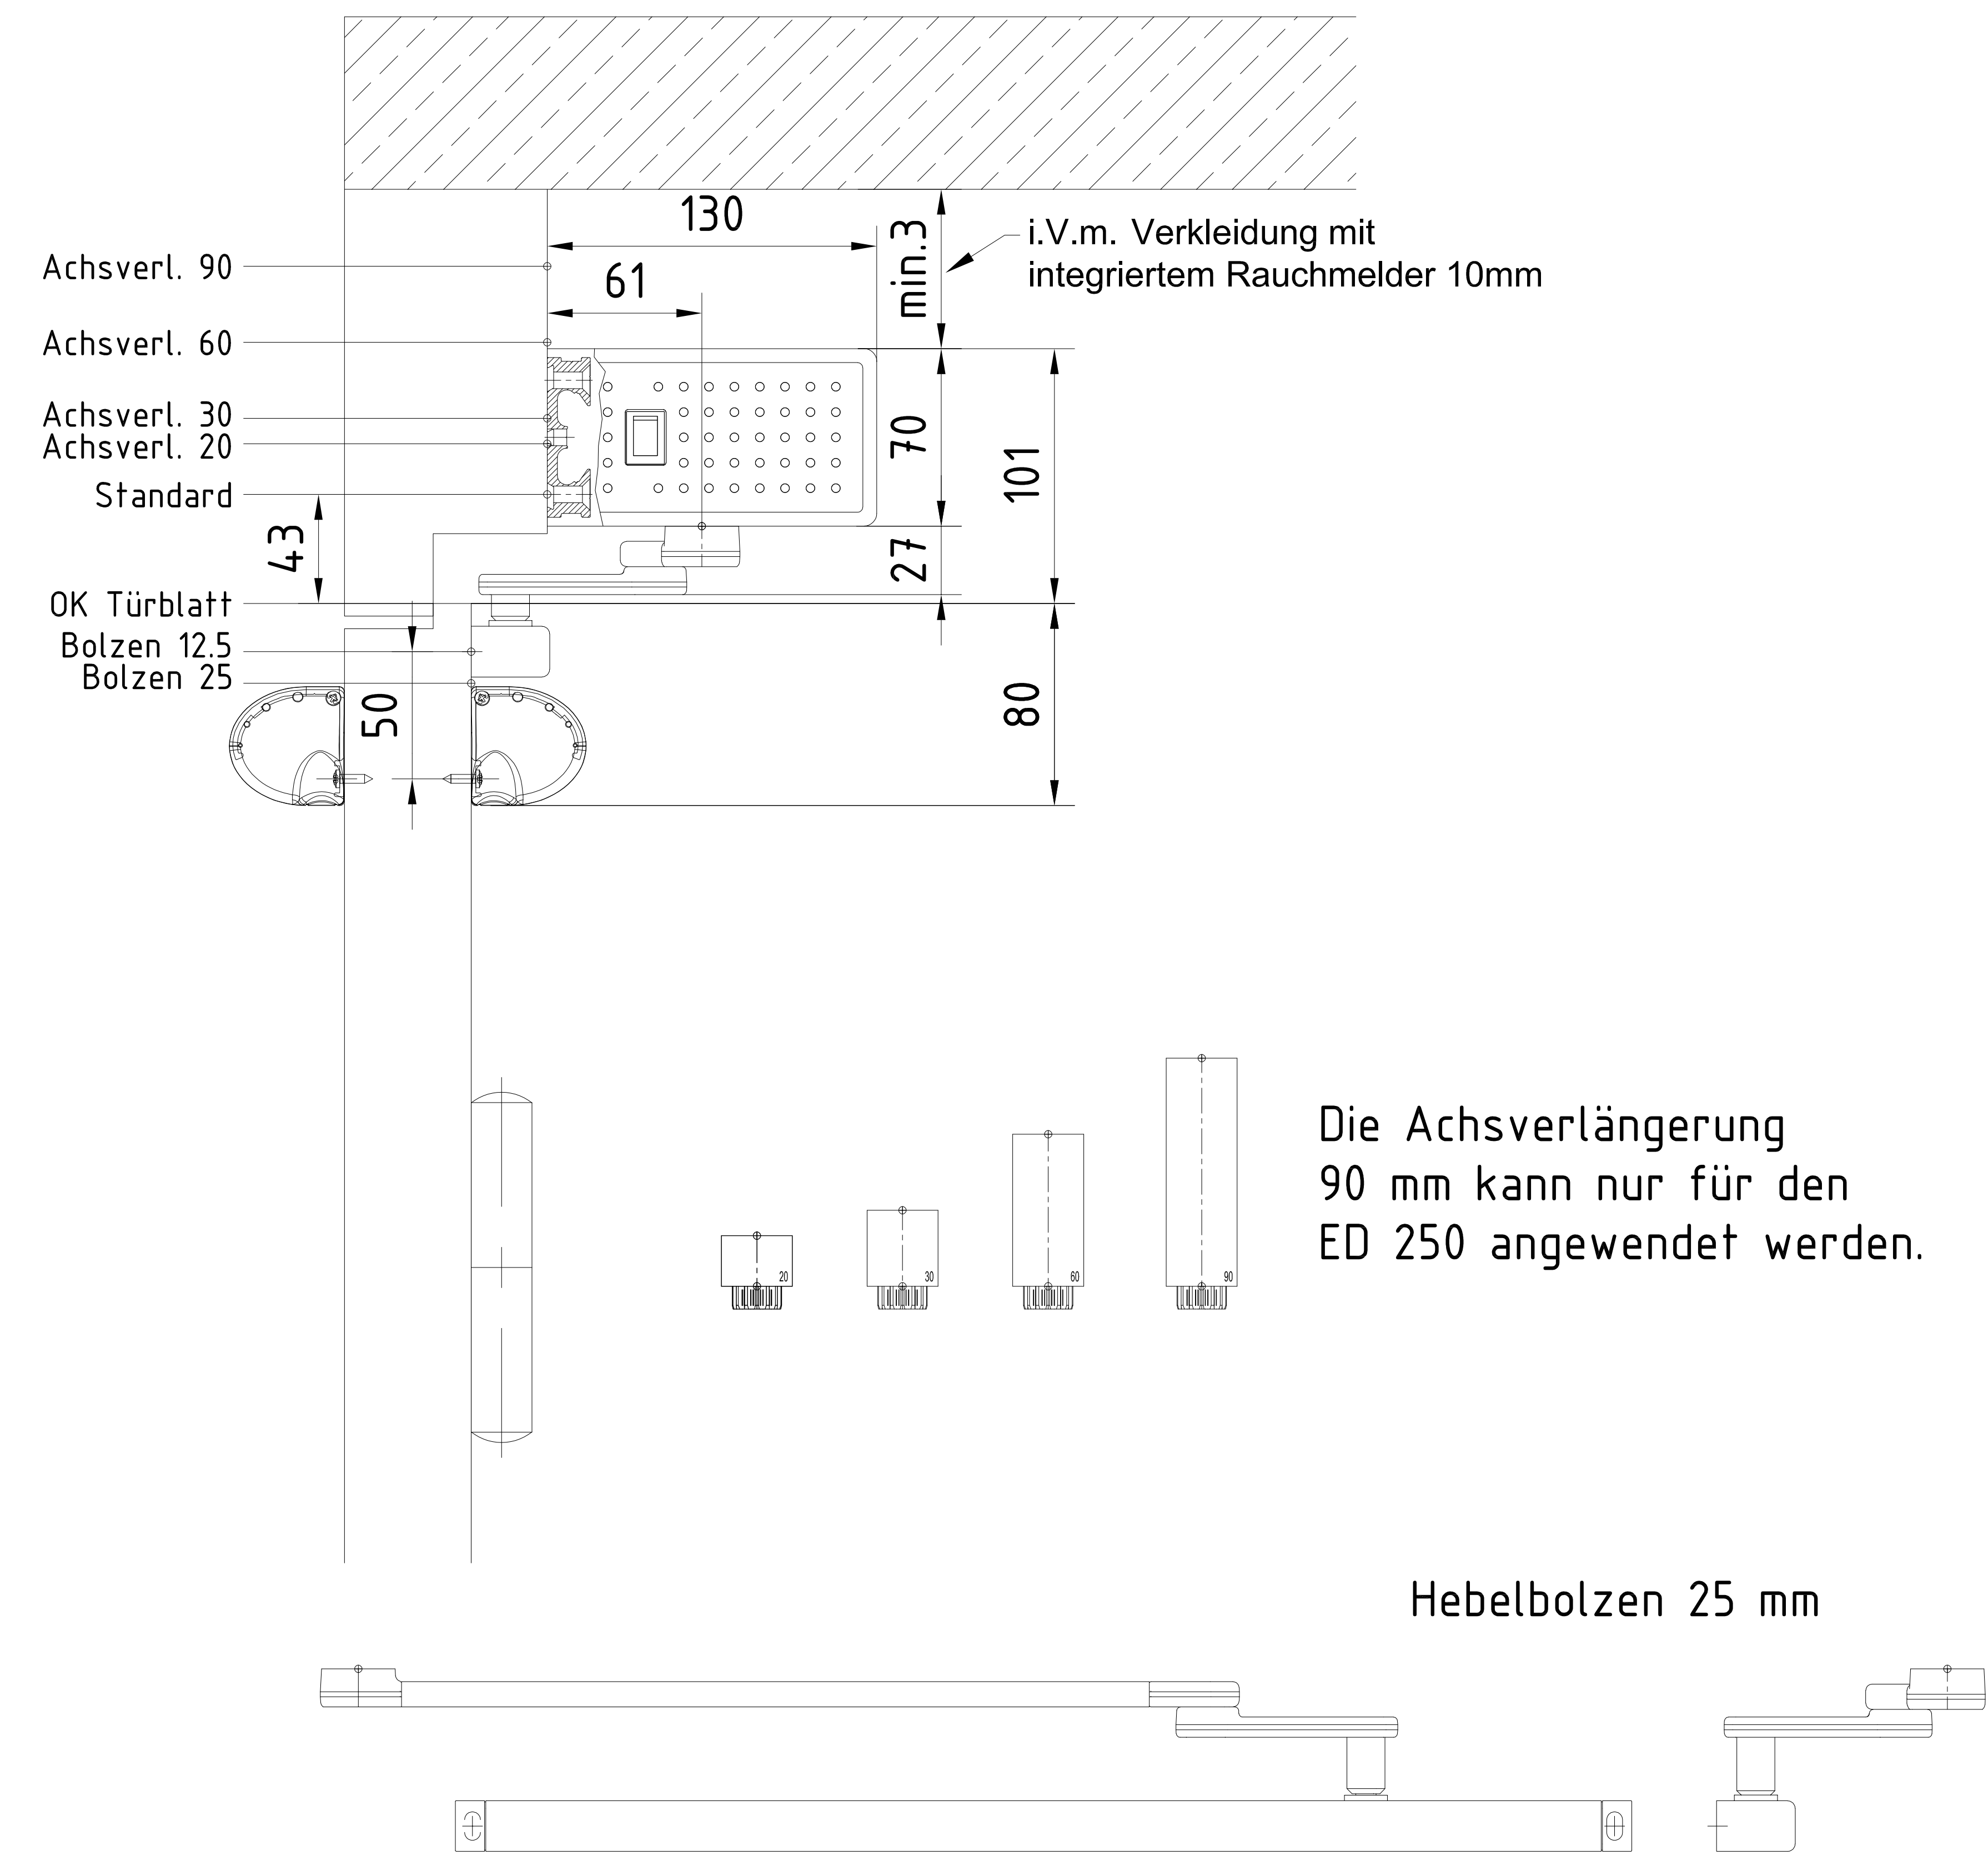 130
61
min.3
i.V.m. Verkleidung mit
integriertem Rauchmelder 10mm
Achsverl. 90
Achsverl. 60
Achsverl. 30
Achsverl. 20
Standard
43
70
101
27
OK Türblatt
Bolzen 12.5
Bolzen 25
50
80
Die Achsverlängerung
90 mm kann nur für den
ED 250 angewendet werden.
20
30
60
90
Hebelbolzen 25 mm